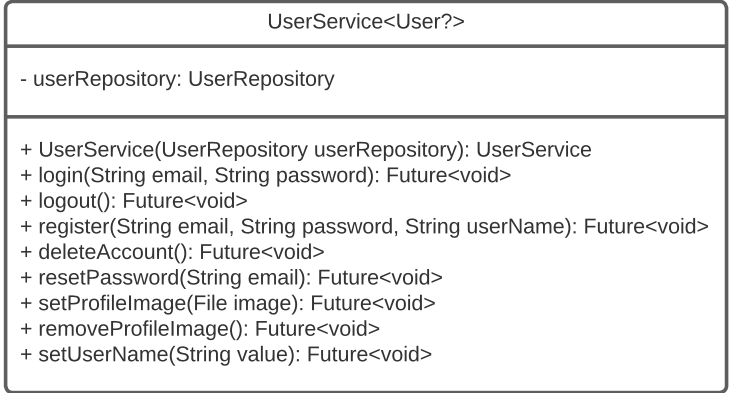 UserService<User?>
- userRepository: UserRepository
+ UserService(UserRepository userRepository): UserService
+ login(String email, String password): Future<void>
+ logout(): Future<void>
+ register(String email, String password, String userName): Future<void>
+ deleteAccount(): Future<void>
+ resetPassword(String email): Future<void>
+ setProfileImage(File image): Future<void>
+ removeProfileImage(): Future<void>
+ setUserName(String value): Future<void>